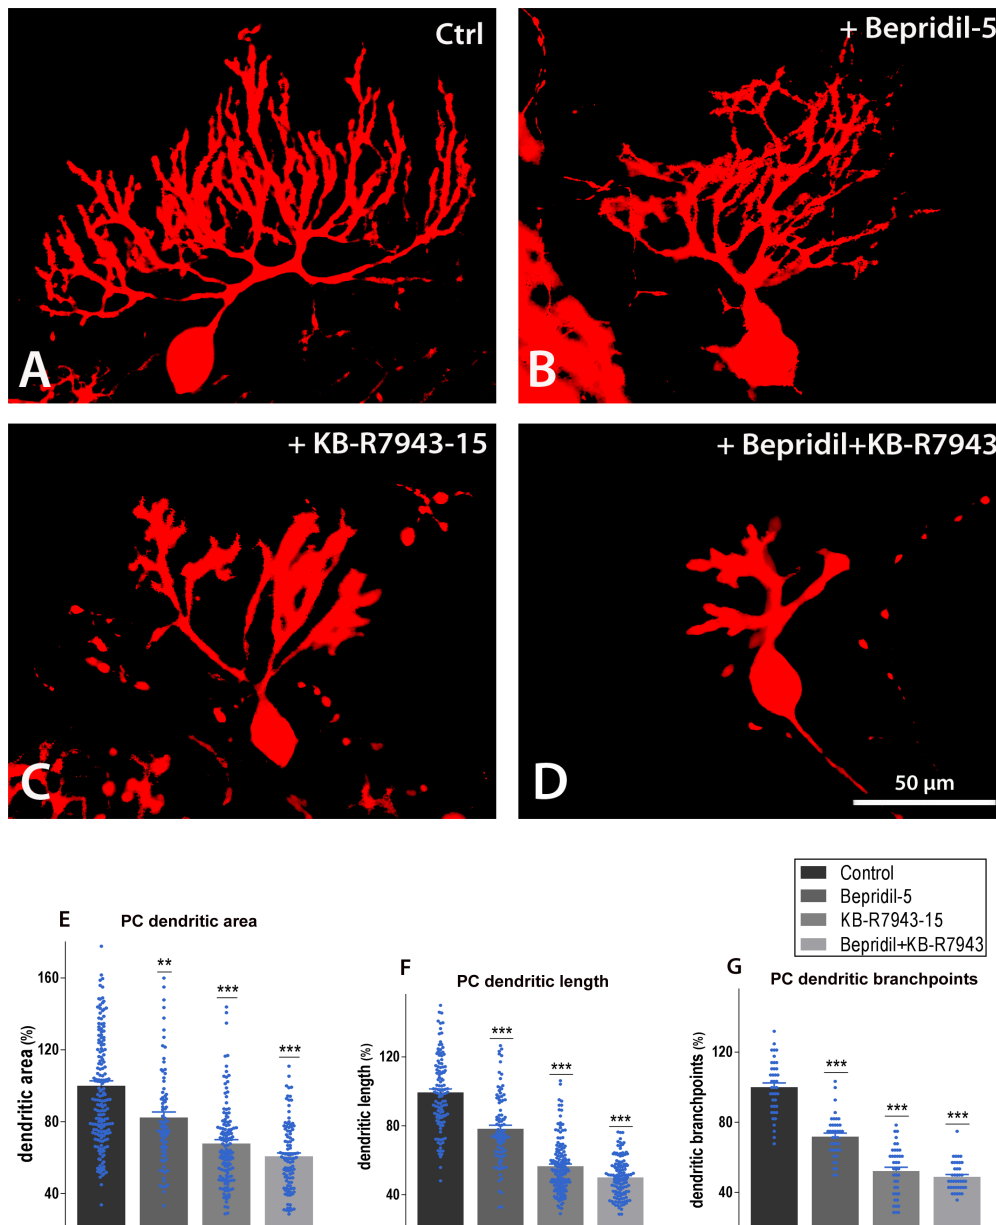 Ctrl
+ Bepridil-5
A
B
+ KB-R7943-15
+ Bepridil+KB-R7943
C
D
50 µm
Control
Bepridil-5
KB-R7943-15
Bepridil+KB-R7943
E
PC dendritic area
dendritic area (%)
160
120
80
40
**
***
***
F
PC dendritic length
dendritic length (%)
120
80
40
***
***
***
G
PC dendritic branchpoints
dendritic branchpoints (%)
120
80
40
***
***
***